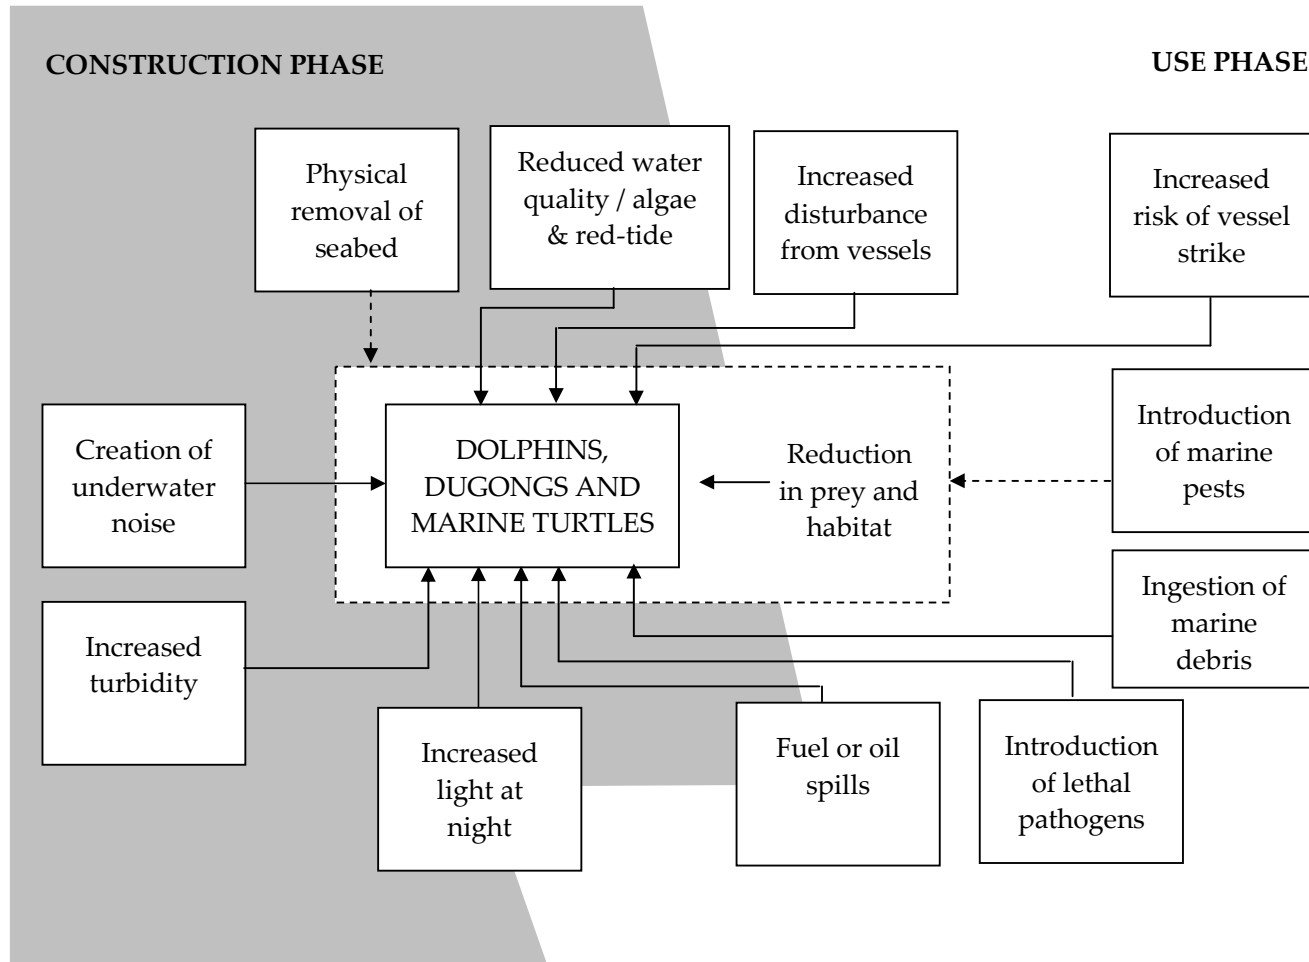 CONSTRUCTION PHASE
USE PHASE
Physical
removal of
seabed
Reduced water
quality / algae
& red-tide
Increased
disturbance
from vessels
Increased
risk of vessel
strike
Creation of
underwater
noise
DOLPHINS,
DUGONGS AND
MARINE TURTLES
Reduction
in prey and
habitat
Introduction
of marine
pests
Increased
turbidity
Ingestion of
marine
debris
Increased
light at
night
Fuel or oil
spills
Introduction
of lethal
pathogens